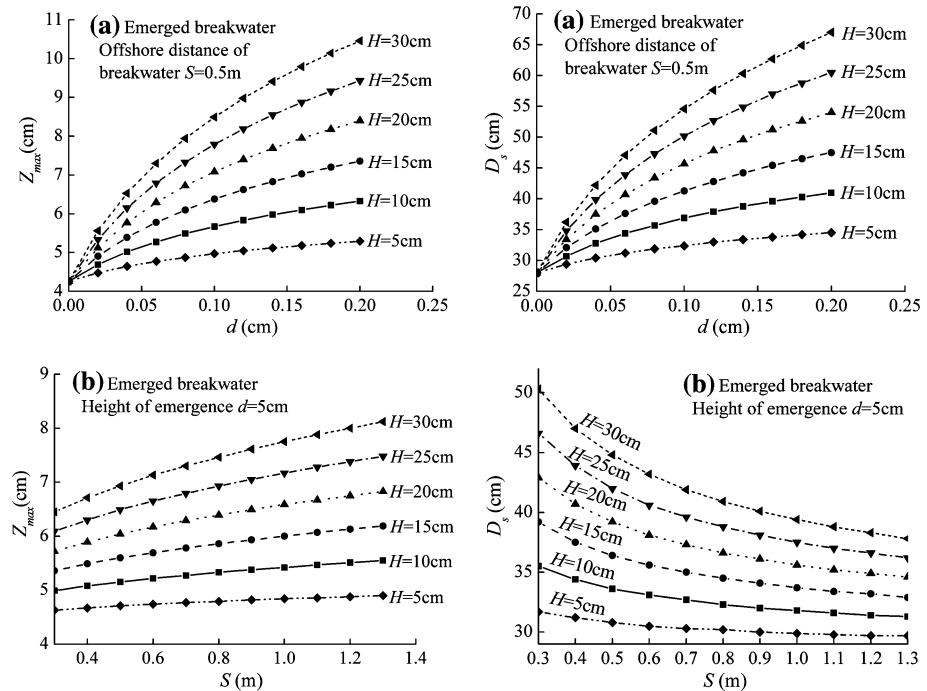 (a) Emerged breakwater
Offshore distance of
breakwater S=0.5m
H=30cm
H=25cm
H=20cm
H=15cm
H=10cm
H=5cm
11
10
9
8
7
6
5
4
Zmax(cm)
0.00 0.05 0.10 0.15 0.20 0.25
d (cm)
(a) Emerged breakwater
Offshore distance of
breakwater S=0.5m
H=30cm
H=25cm
H=20cm
H=15cm
H=10cm
H=5cm
70
65
60
55
50
45
40
35
30
25
Ds (cm)
0.00 0.05 0.10 0.15 0.20 0.25
d (cm)
(b) Emerged breakwater
Height of emergence d=5cm
H=30cm
H=25cm
H=20cm
H=15cm
H=10cm
H=5cm
9
8
7
6
5
4
Zmax(cm)
0.4 0.6 0.8 1.0 1.2 1.4
S (m)
(b) Emerged breakwater
Height of emergence d=5cm
H=30cm
H=25cm
H=20cm
H=15cm
H=10cm
H=5cm
50
45
40
35
30
Ds (cm)
0.3 0.4 0.5 0.6 0.7 0.8 0.9 1.0 1.1 1.2 1.3
S (m)